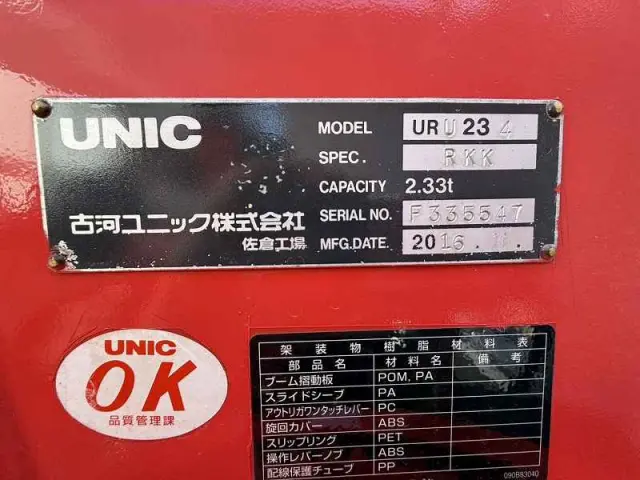 UNIC
MODEL URU234
SPEC. RKK
CAPACITY 2.33t
古河ユニック株式会社
SERIAL NO. F335547
佐倉工場
MFG.DATE. 2016.11.
UNIC
OK
品質管理課
架装物樹脂材料表
部品名 材料名 備考
ブーム摺動板 POM, PA
スライドシーブ PA
アウトリガワンタッチレバー PC
旋回カバー ABS
スリップリング PET
操作レバーノブ ABS
配線保護チューブ PP
090B83040